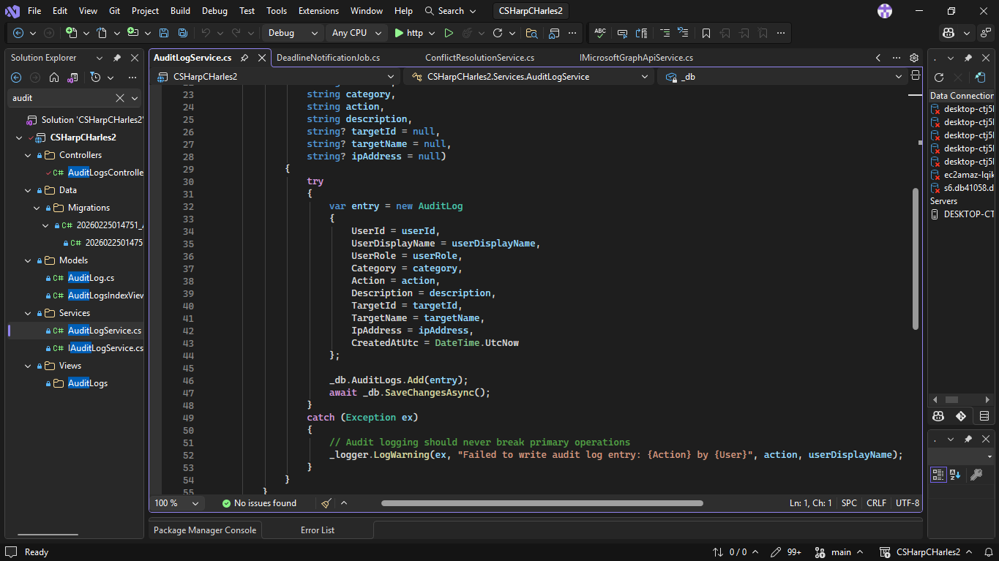 File Edit View Git Project Build Debug Test Tools Extensions Window Help Search CSHarpCHarles2
Debug Any CPU http
Solution Explorer
audit
Solution 'CSHarpCHarles2'
CSHarpCHarles2
Controllers
C# AuditLogsControlle
Data
Migrations
C# 20260225014751_
C# 2026022501475
Models
C# AuditLog.cs
C# AuditLogsIndexView
Services
C# AuditLogService.cs
C# IAuditLogService.cs
Views
AuditLogs
AuditLogService.cs DeadlineNotificationJob.cs ConflictResolutionService.cs IMicrosoftGraphApiService.cs
CSHarpCHarles2 CSHarpCHarles2.Services.AuditLogService _db
23 string category,
24 string action,
25 string description,
26 string? targetId = null,
27 string? targetName = null,
28 string? ipAddress = null)
29 {
30 try
31 {
32 var entry = new AuditLog
33 {
34 UserId = userId,
35 UserDisplayName = userDisplayName,
36 UserRole = userRole,
37 Category = category,
38 Action = action,
39 Description = description,
40 TargetId = targetId,
41 TargetName = targetName,
42 IpAddress = ipAddress,
43 CreatedAtUtc = DateTime.UtcNow
44 };
45
46 _db.AuditLogs.Add(entry);
47 await _db.SaveChangesAsync();
48 }
49 catch (Exception ex)
50 {
51 // Audit logging should never break primary operations
52 _logger.LogWarning(ex, "Failed to write audit log entry: {Action} by {User}", action, userDisplayName);
53 }
54 }
55 }
100 % No issues found Ln: 1, Ch: 1 SPC CRLF UTF-8
Package Manager Console Error List
Data Connection
desktop-ctj5l
desktop-ctj5l
desktop-ctj5l
desktop-ctj5l
desktop-ctj5l
ec2amaz-lqik
s6.db41058.d
Servers
DESKTOP-CT
Ready 0 / 0 99+ main CSHarpCHarles2